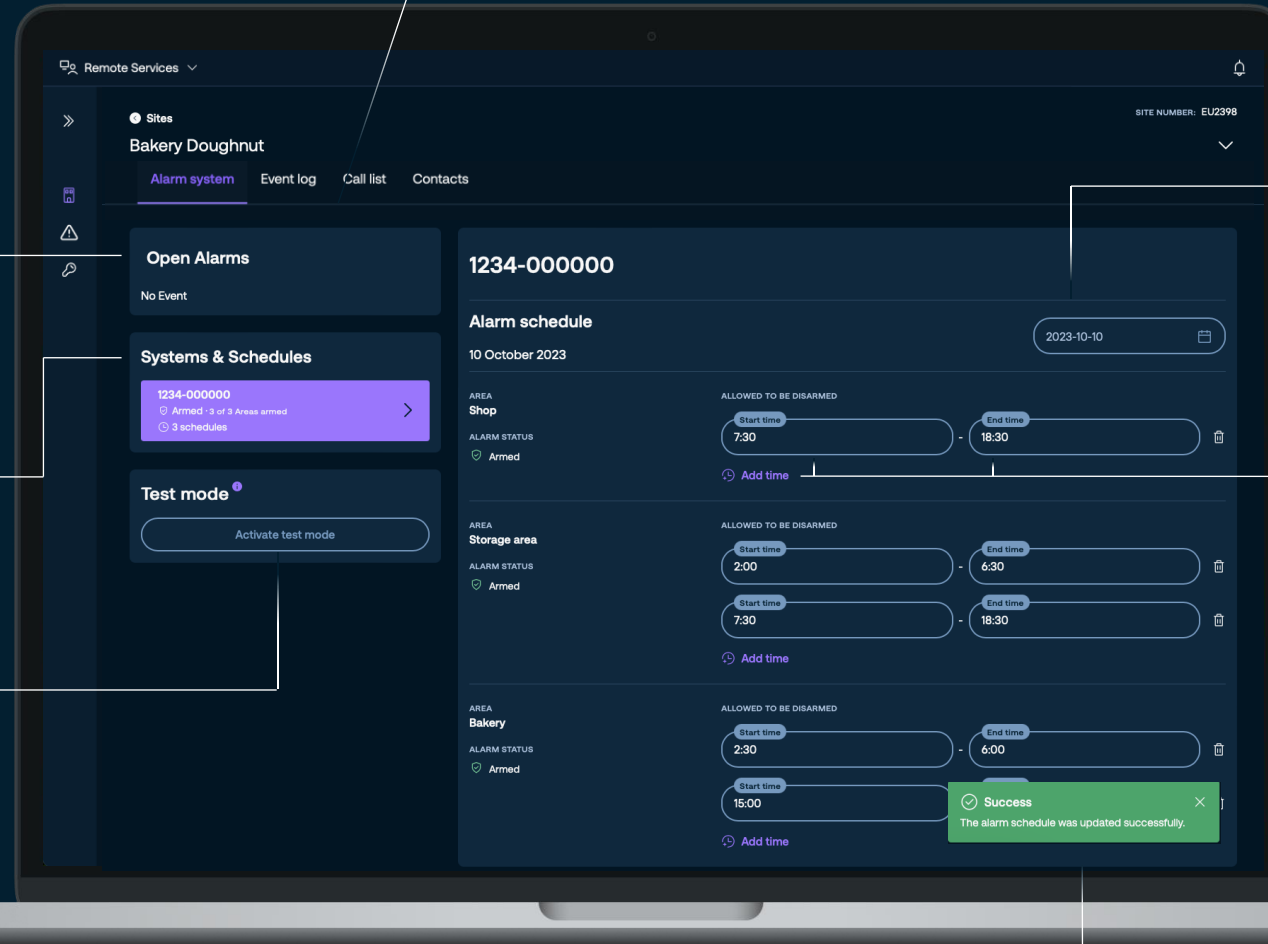 Remote Services
SITE NUMBER: EU2398
Sites
Bakery Doughnut
Alarm system
Event log
Call list
Contacts
Open Alarms
No Event
Systems & Schedules
1234-000000
Armed · 3 of 3 Areas armed
3 schedules
Test mode
Activate test mode
1234-000000
Alarm schedule
10 October 2023
2023-10-10
AREA
Shop
ALARM STATUS
Armed
ALLOWED TO BE DISARMED
Start time
7:30
-
End time
18:30
Add time
AREA
Storage area
ALARM STATUS
Armed
ALLOWED TO BE DISARMED
Start time
2:00
-
End time
6:30
Start time
7:30
-
End time
18:30
Add time
AREA
Bakery
ALARM STATUS
Armed
ALLOWED TO BE DISARMED
Start time
2:30
-
End time
6:00
Start time
15:00
Add time
Success
The alarm schedule was updated successfully.